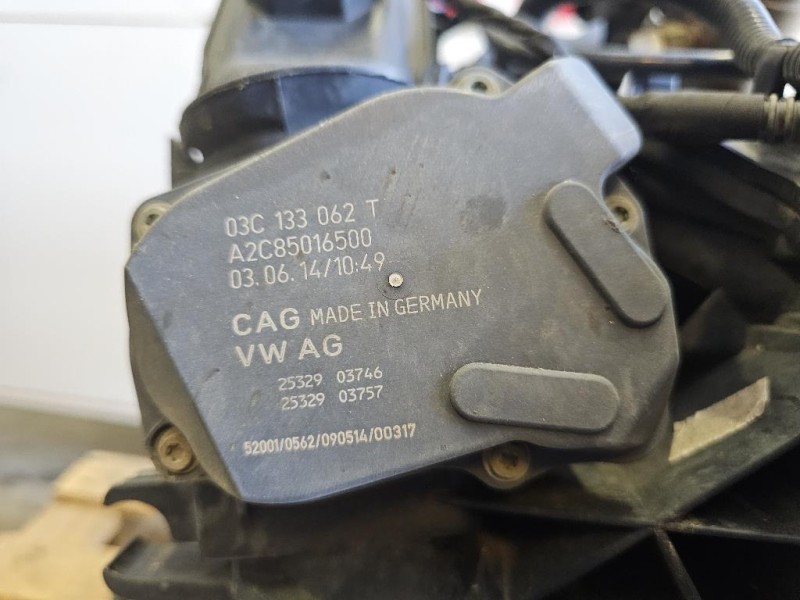 03C 133 062 T
A2C85016500
03.06.14/10:49
CAG MADE IN GERMANY
VW AG
25329 03746
25329 03757
52001/0562/090514/00317